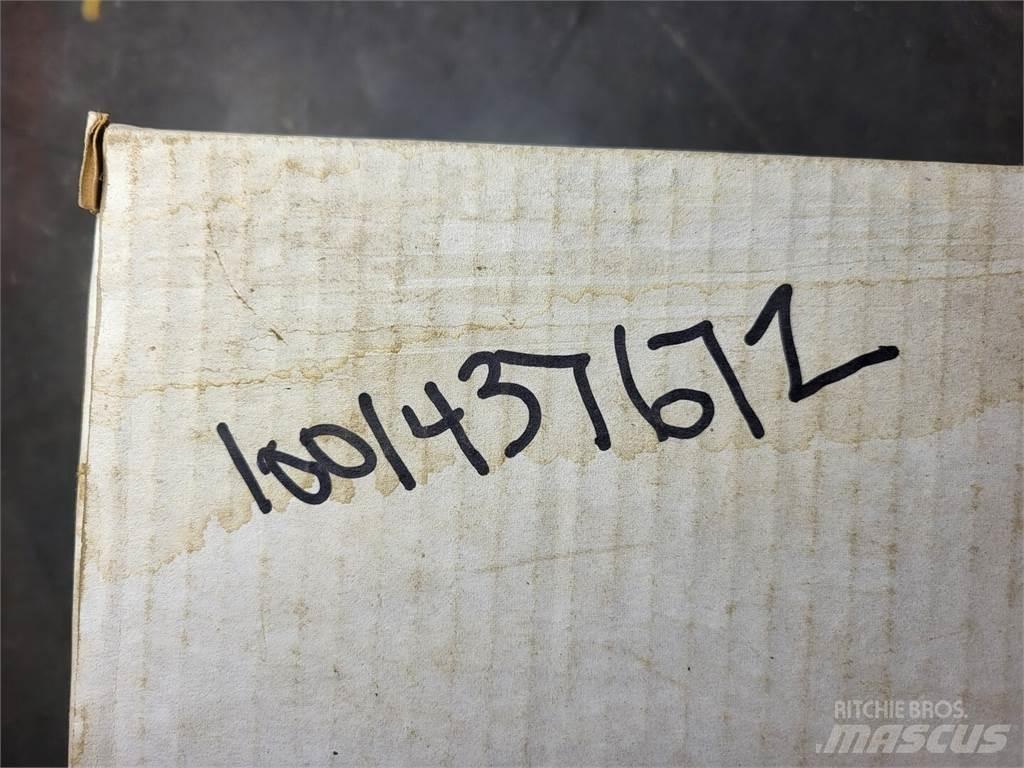 1001437672
RITCHIE BROS.
MASCUS